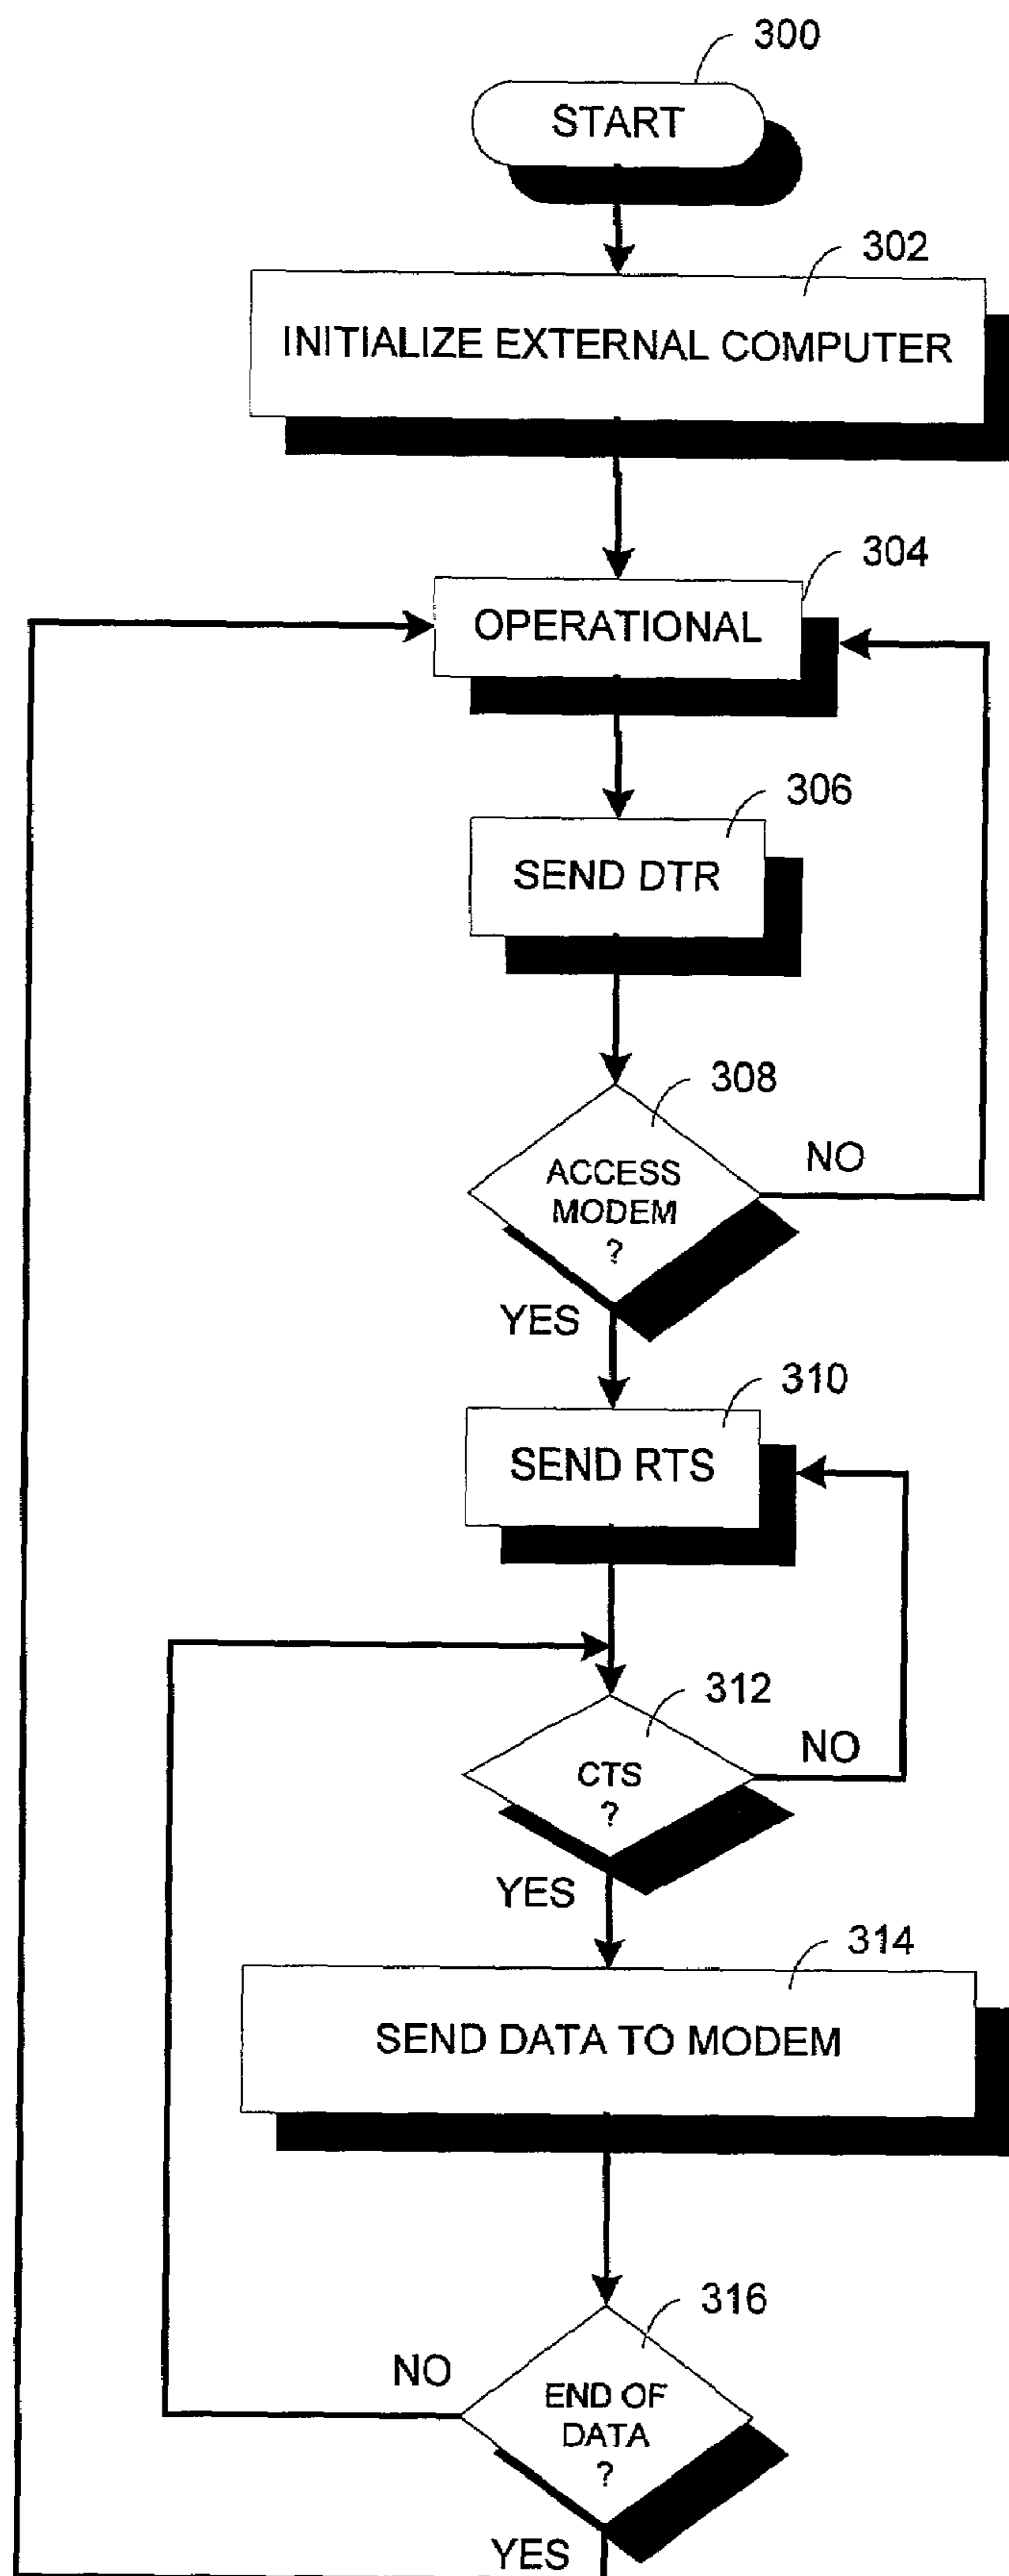 300
START
302
INITIALIZE EXTERNAL COMPUTER
304
OPERATIONAL
306
SEND DTR
308
ACCESS
MODEM
?
NO
YES
310
SEND RTS
312
CTS
?
NO
YES
314
SEND DATA TO MODEM
316
NO
END OF
DATA
?
YES